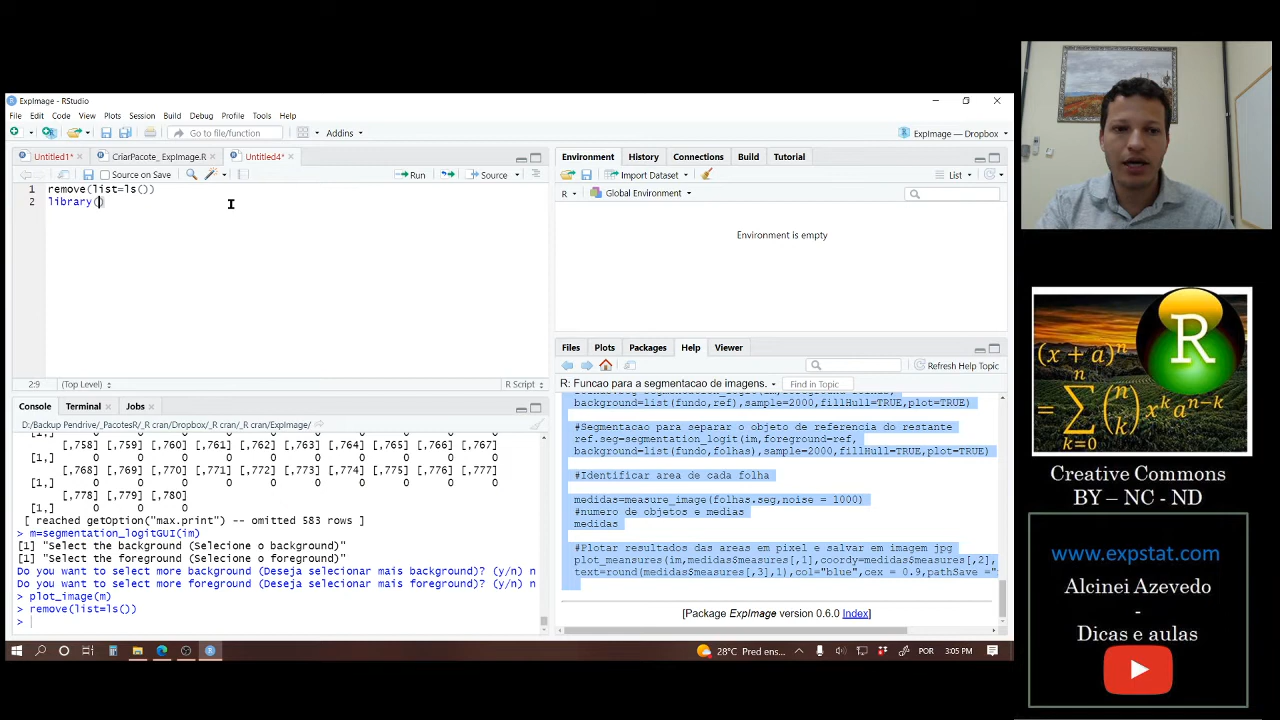 ExpImage - RStudio
File Edit Code View Plots Session Build Debug Profile Tools Help
Go to file/function
Addins
ExpImage — Dropbox
Untitled1*
CriarPacote_ ExpImage.R
Untitled4*
Source on Save
Run
Source
1 remove(list=ls())
2 library()
2:9 (Top Level)
R Script
Console Terminal Jobs
D:/Backup Pendrive/_PacotesR/_R cran/Dropbox/_R cran/_R cran/ExpImage/
[,758] [,759] [,760] [,761] [,762] [,763] [,764] [,765] [,766] [,767]
[1,] 0 0 0 0 0 0 0 0 0 0
[,768] [,769] [,770] [,771] [,772] [,773] [,774] [,775] [,776] [,777]
[1,] 0 0 0 0 0 0 0 0 0 0
[,778] [,779] [,780]
[1,] 0 0 0
[ reached getOption("max.print") -- omitted 583 rows ]
> m=segmentation_logitGUI(im)
[1] "Select the background (Selecione o background)"
[1] "Select the foreground (Selecione o foreground)"
Do you want to select more background (Deseja selecionar mais background)? (y/n) n
Do you want to select more foreground (Deseja selecionar mais foreground)? (y/n) n
> plot_image(m)
> remove(list=ls())
>
Environment History Connections Build Tutorial
Import Dataset
List
R Global Environment
Environment is empty
Files Plots Packages Help Viewer
Refresh Help Topic
R: Funcao para a segmentacao de imagens.
Find in Topic
background=list(fundo,ref),sample=2000,fillHull=TRUE,plot=TRUE)
#Segmentacao para separar o objeto de referencia do restante
ref.seg=segmentation_logit(im,foreground=ref,
background=list(fundo,folhas),sample=2000,fillHull=TRUE,plot=TRUE)
#Identificar area de cada folha
medidas=measure_image(folhas.seg,noise = 1000)
#numero de objetos e medias
medidas
#Plotar resultados das areas em pixel e salvar em imagem jpg
plot_meansures(im,medidas$measures[,1],coordy=medidas$measures[,2],
text=round(medidas$measures[,3],1),col="blue",cex = 0.9,pathSave ="
[Package ExpImage version 0.6.0 Index]
28°C Pred ens...
POR
3:05 PM
R
(x + a)^n
= ∑ n k=0 (n k) x^k a^{n-k}
Creative Commons
BY – NC - ND
www.expstat.com
Alcinei Azevedo
-
Dicas e aulas